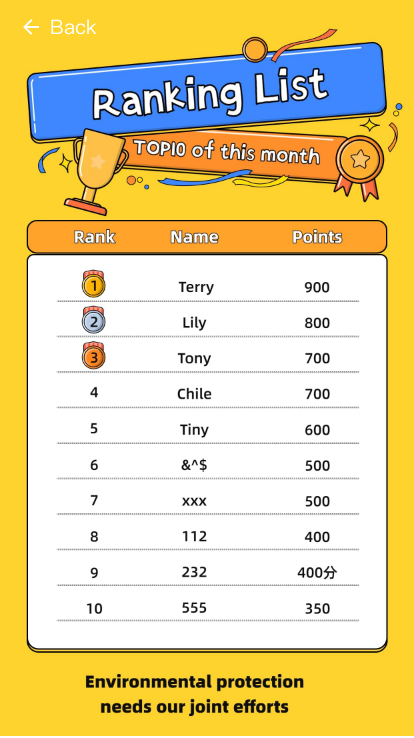 Back
Ranking List
TOP10 of this month
Rank Name Points
1 Terry 900
2 Lily 800
3 Tony 700
4 Chile 700
5 Tiny 600
6 &^$ 500
7 xxx 500
8 112 400
9 232 400分
10 555 350
Environmental protection
needs our joint efforts